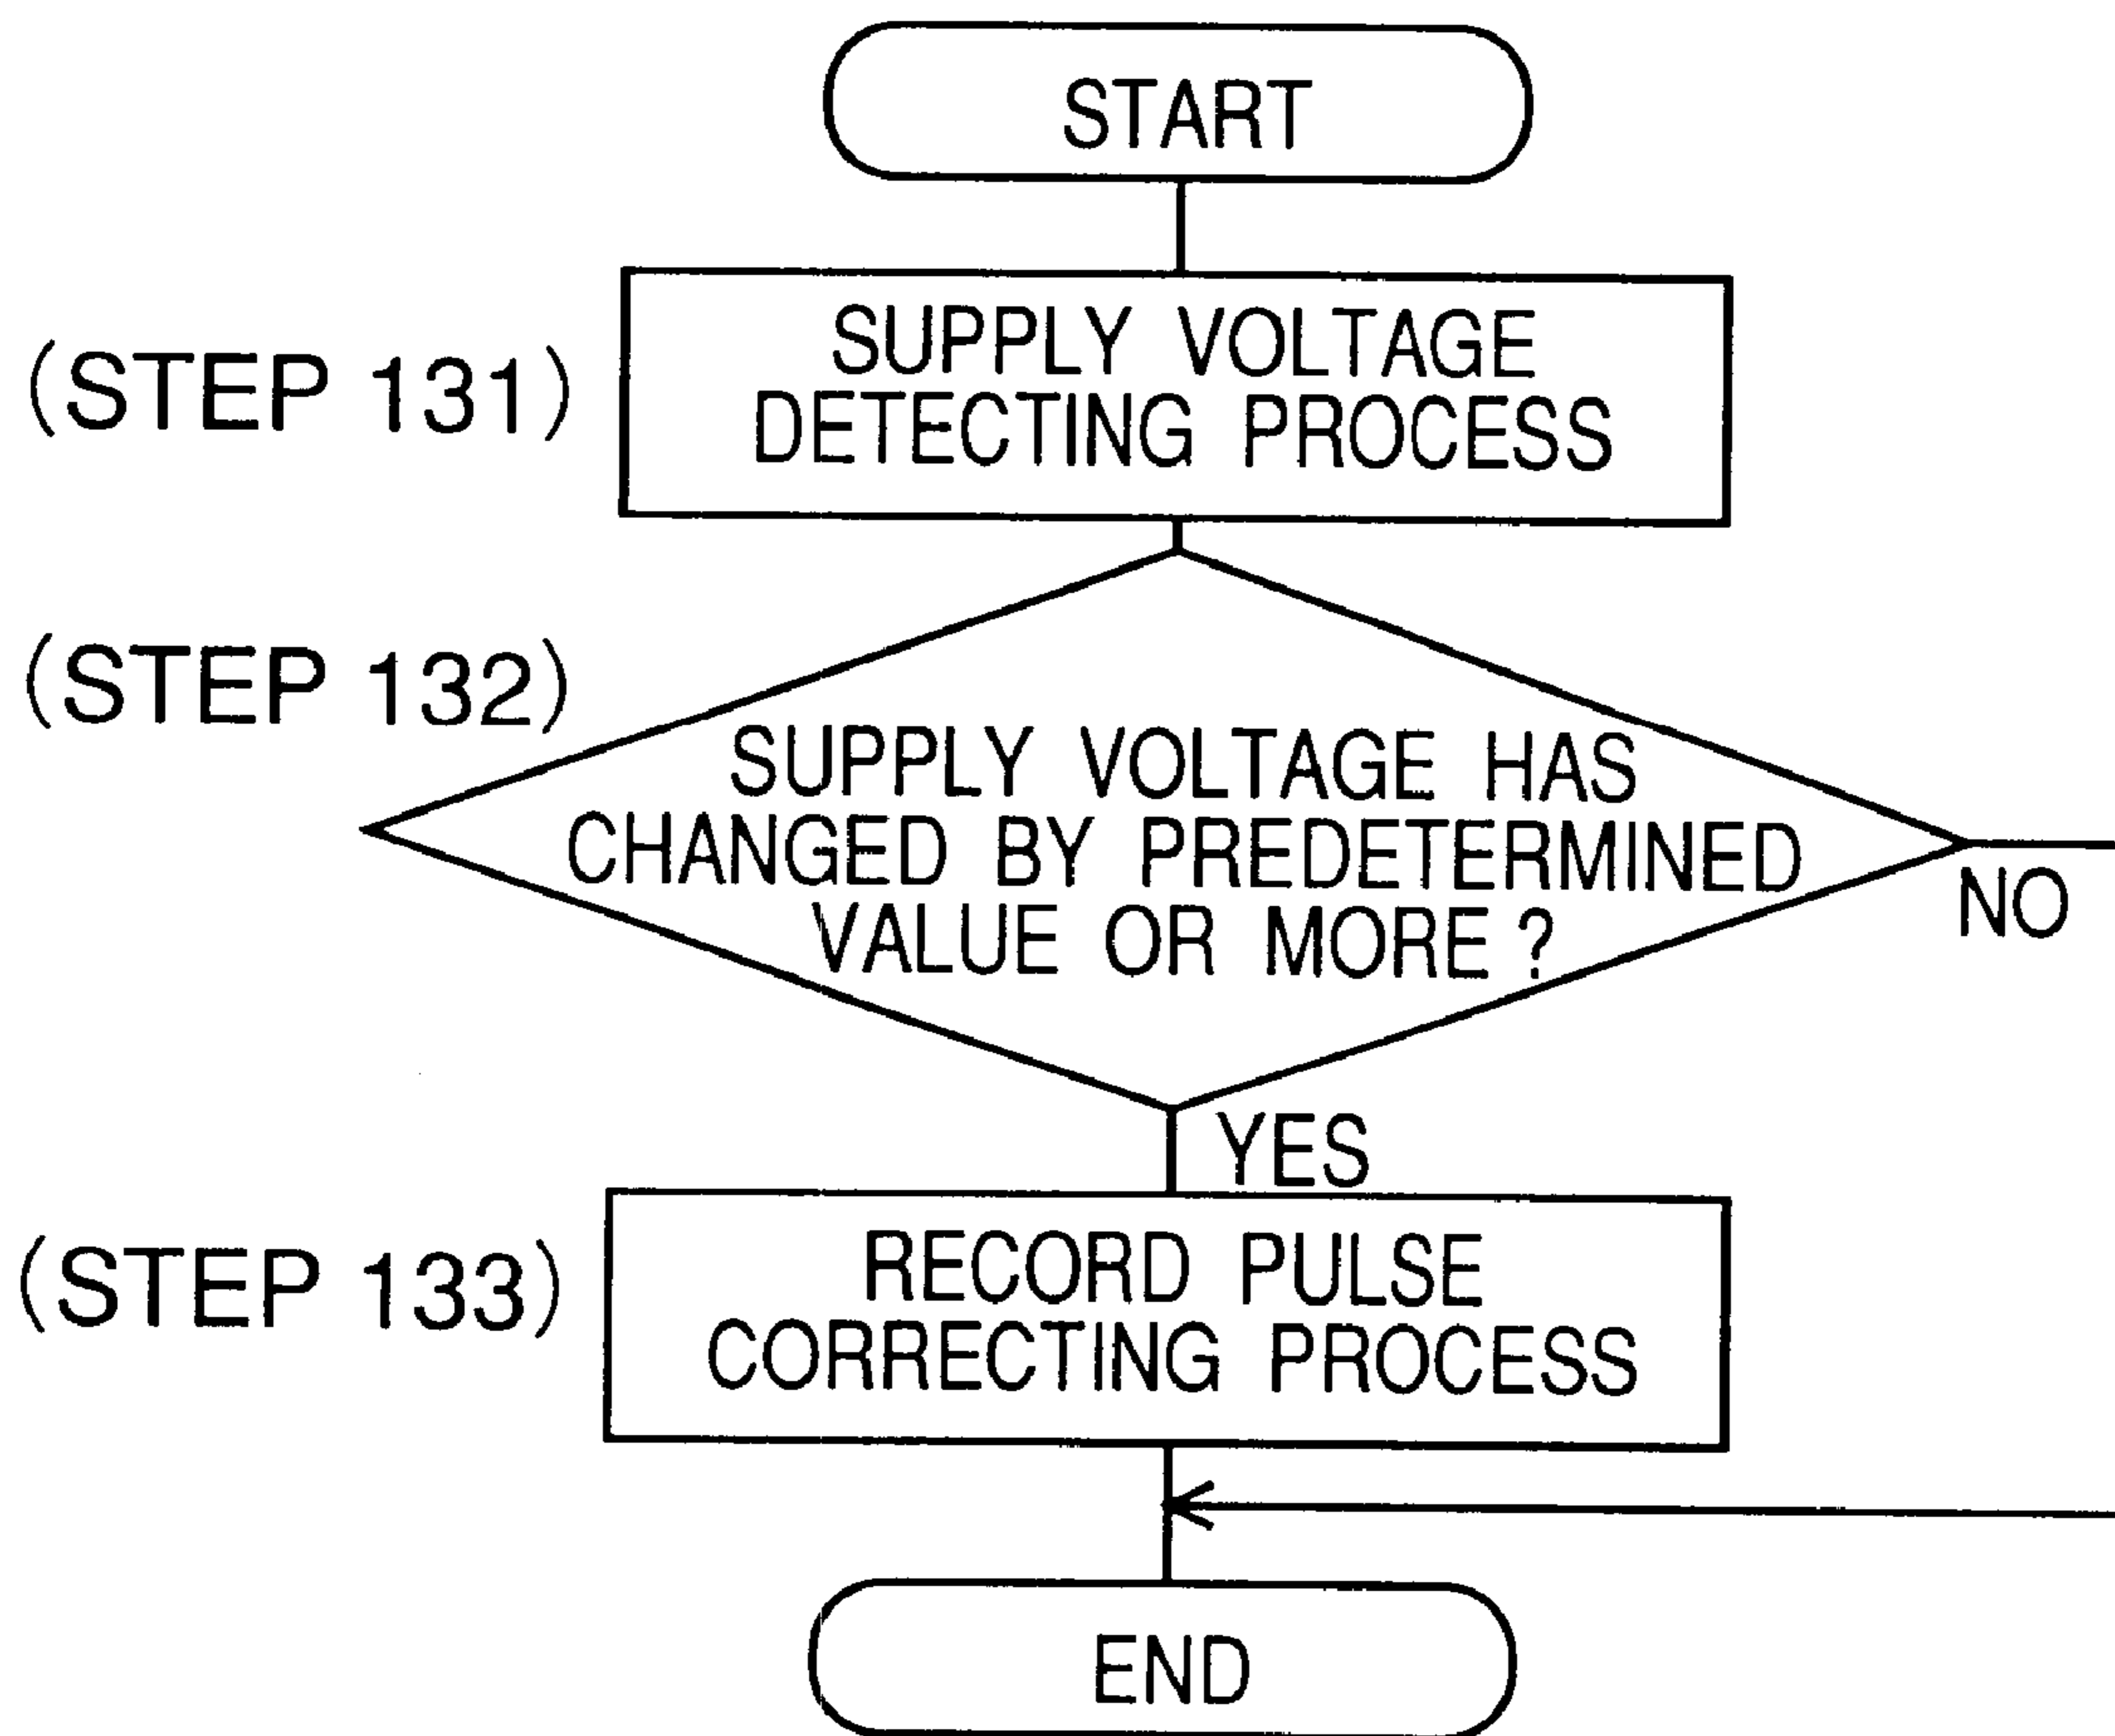 START
(STEP 131)
SUPPLY VOLTAGE
DETECTING PROCESS
(STEP 132)
SUPPLY VOLTAGE HAS
CHANGED BY PREDETERMINED
VALUE OR MORE ?
NO
YES
(STEP 133)
RECORD PULSE
CORRECTING PROCESS
END